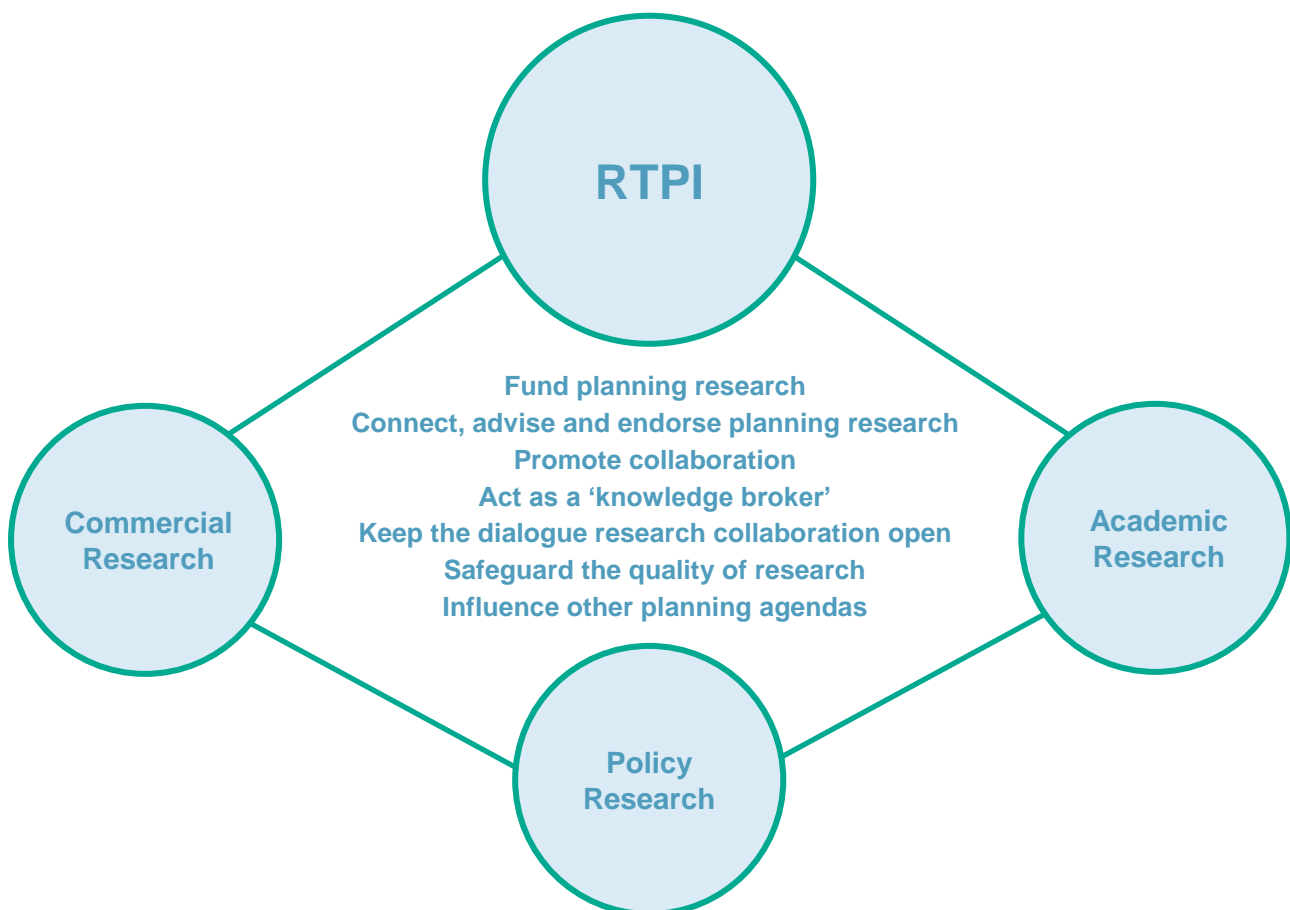 RTPI
Fund planning research
Connect, advise and endorse planning research
Promote collaboration
Act as a ‘knowledge broker’
Keep the dialogue research collaboration open
Safeguard the quality of research
Influence other planning agendas
Commercial
Research
Academic
Research
Policy
Research